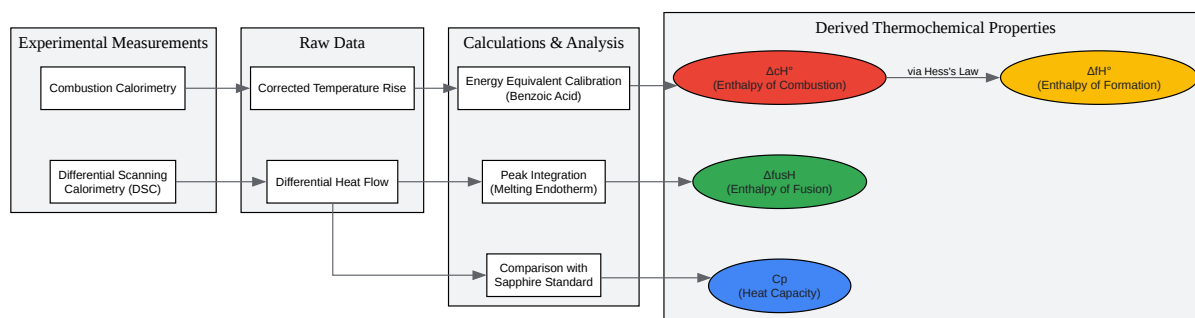 Experimental Measurements
Raw Data
Calculations & Analysis
Derived Thermochemical Properties
Combustion Calorimetry
Corrected Temperature Rise
Energy Equivalent Calibration
(Benzoic Acid)
ΔcH°
(Enthalpy of Combustion)
via Hess's Law
ΔfH°
(Enthalpy of Formation)
Differential Scanning
Calorimetry (DSC)
Differential Heat Flow
Peak Integration
(Melting Endotherm)
ΔfusH
(Enthalpy of Fusion)
Comparison with
Sapphire Standard
Cp
(Heat Capacity)